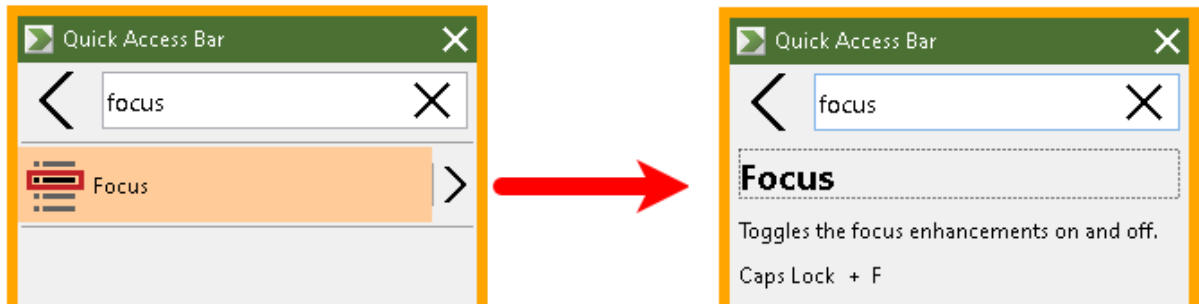 Quick Access Bar
focus
Focus
Quick Access Bar
focus
Focus
Toggles the focus enhancements on and off.
Caps Lock + F